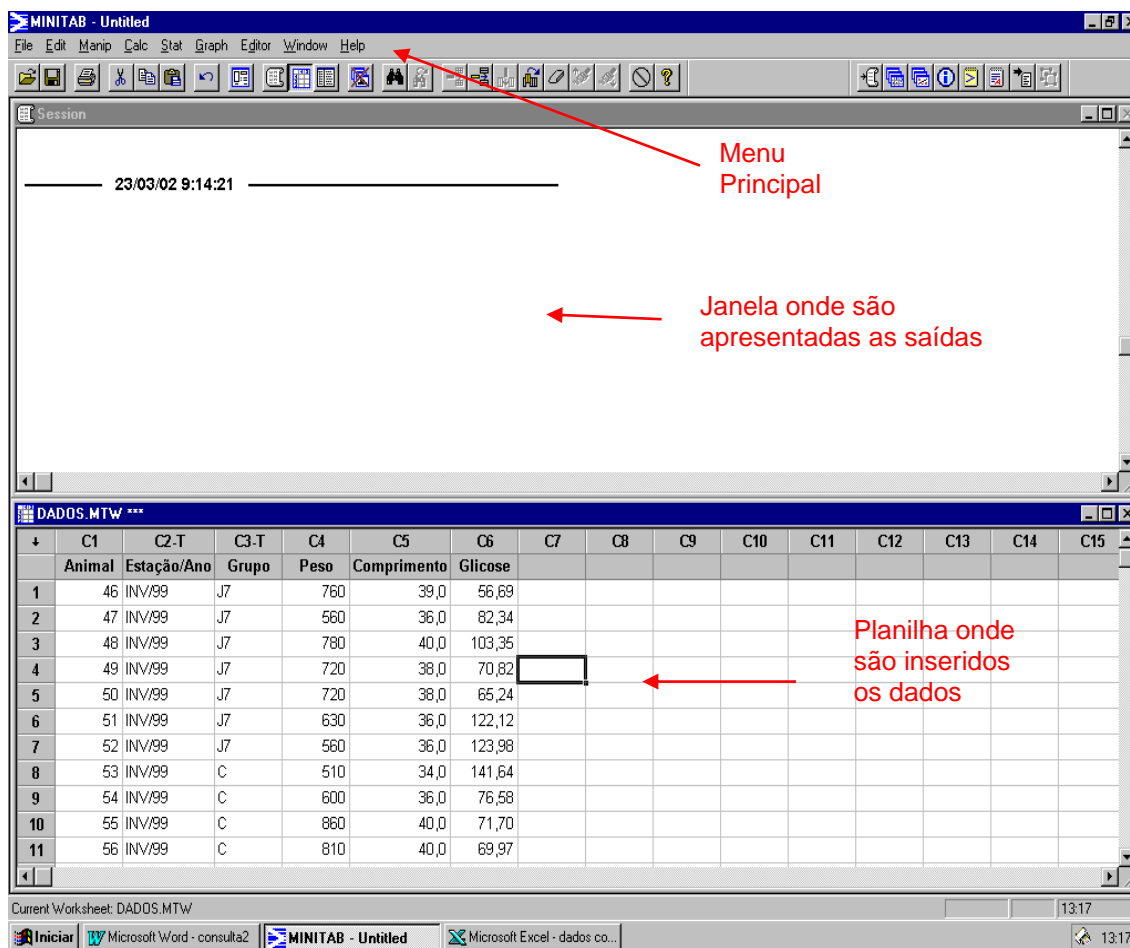 MINITAB - Untitled
File Edit Manip Calc Stat Graph Editor Window Help
Session
23/03/02 9:14:21
Menu
Principal
Janela onde são
apresentadas as saídas
DADOS.MTW ***
↓ C1 C2-T C3-T C4 C5 C6 C7 C8 C9 C10 C11 C12 C13 C14 C15
Animal Estação/Ano Grupo Peso Comprimento Glicose
1 46 INV/99 J7 760 39,0 56,69
2 47 INV/99 J7 560 36,0 82,34
3 48 INV/99 J7 780 40,0 103,35
4 49 INV/99 J7 720 38,0 70,82
5 50 INV/99 J7 720 38,0 65,24
6 51 INV/99 J7 630 36,0 122,12
7 52 INV/99 J7 560 36,0 123,98
8 53 INV/99 C 510 34,0 141,64
9 54 INV/99 C 600 36,0 76,58
10 55 INV/99 C 860 40,0 71,70
11 56 INV/99 C 810 40,0 69,97
Planilha onde
são inseridos
os dados
Current Worksheet: DADOS.MTW 13:17
Iniciar Microsoft Word - consulta2 MINITAB - Untitled Microsoft Excel - dados co... 13:17